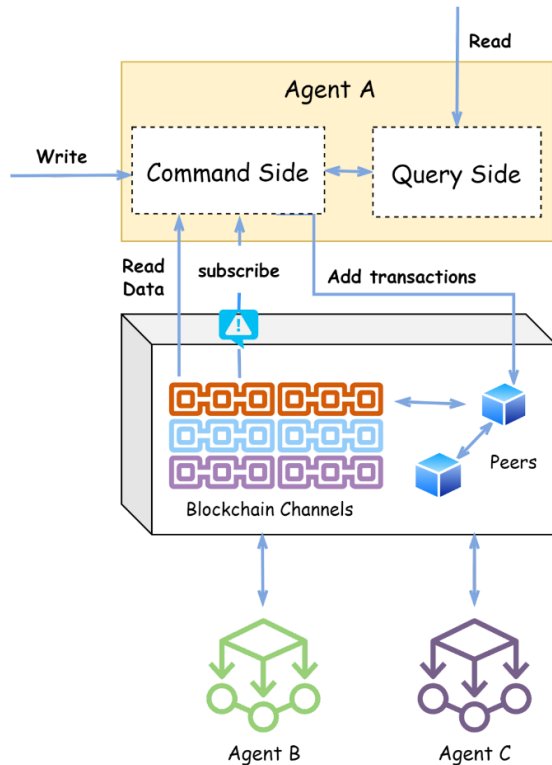 Read
Agent A
Write
Command Side
Query Side
Read
Data
subscribe
Add transactions
Peers
Blockchain Channels
Agent B
Agent C